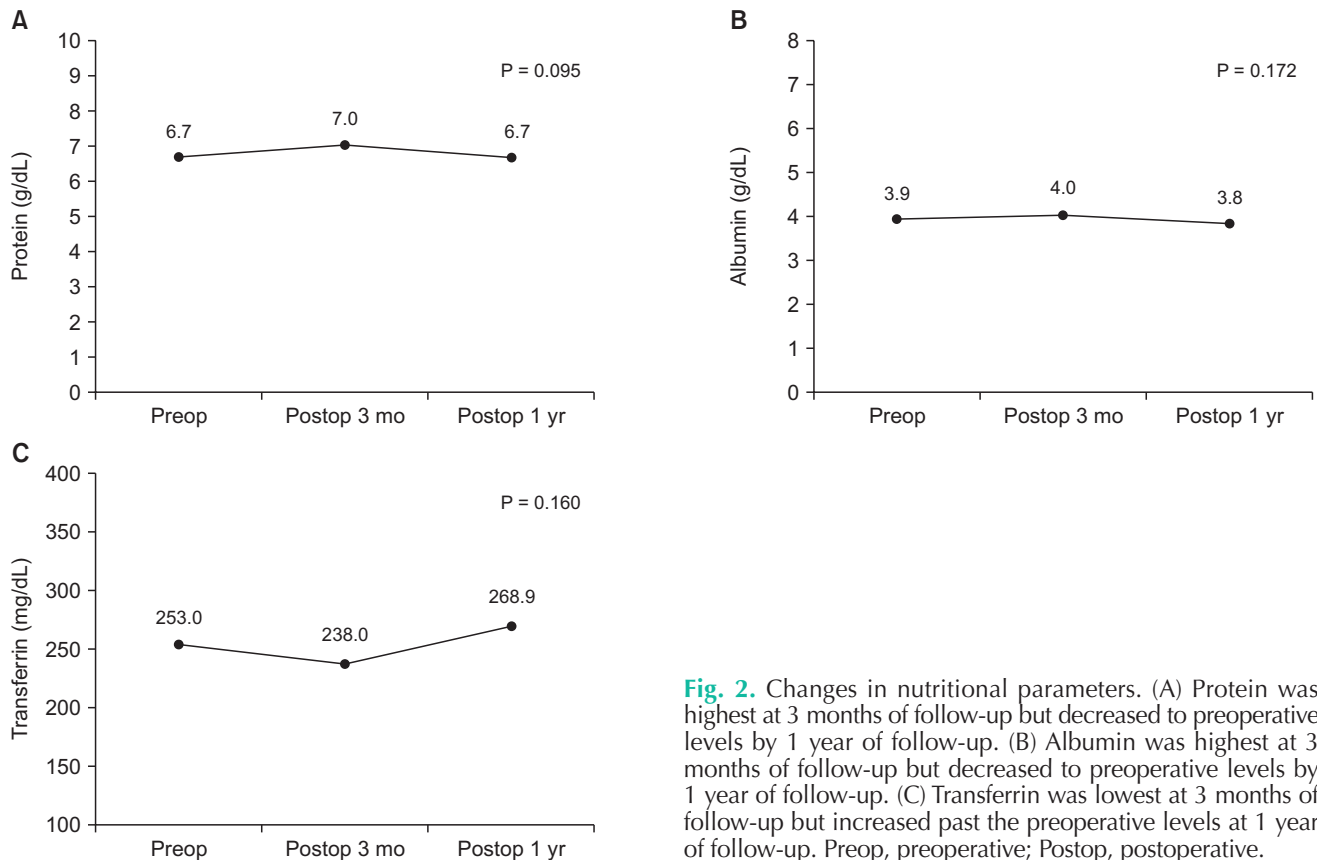 A
10
9
8
7
6
5
4
3
2
1
0
Protein (g/dL)
P = 0.095
6.7
7.0
6.7
Preop
Postop 3 mo
Postop 1 yr
B
8
7
6
5
4
3
2
1
0
Albumin (g/dL)
P = 0.172
3.9
4.0
3.8
Preop
Postop 3 mo
Postop 1 yr
C
400
350
300
250
200
150
100
Transferrin (mg/dL)
P = 0.160
253.0
238.0
268.9
Preop
Postop 3 mo
Postop 1 yr
Fig. 2. Changes in nutritional parameters. (A) Protein was
highest at 3 months of follow-up but decreased to preoperative
levels by 1 year of follow-up. (B) Albumin was highest at 3
months of follow-up but decreased to preoperative levels by
1 year of follow-up. (C) Transferrin was lowest at 3 months of
follow-up but increased past the preoperative levels at 1 year
of follow-up. Preop, preoperative; Postop, postoperative.